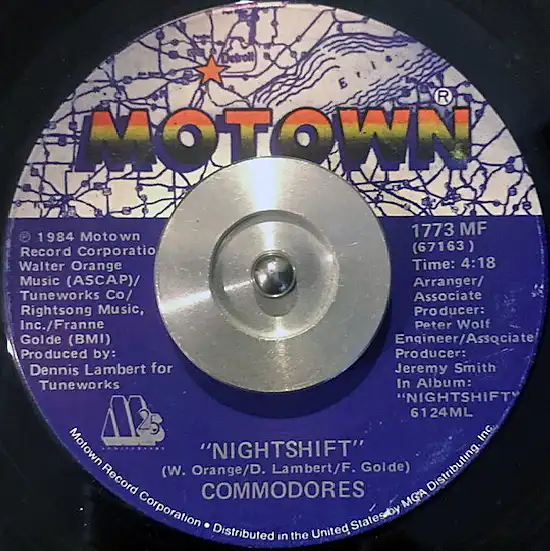 Detroit
Erie
MOTOWN®
℗ 1984 Motown
Record Corporatio
Walter Orange
Music (ASCAP)/
Tuneworks Co/
Rightsong Music,
Inc./Franne
Golde (BMI)
Produced by:
Dennis Lambert for
Tuneworks
1773 MF
(67163)
Time: 4:18
Arranger/
Associate
Producer:
Peter Wolf
Engineer/Associate
Producer:
Jeremy Smith
In Album:
"NIGHTSHIFT"
6124ML
M25
ANNIVERSARY
"NIGHTSHIFT"
(W. Orange/D. Lambert/F. Golde)
COMMODORES
Motown Record Corporation • Distributed in the United States by MCA Distributing, Inc.